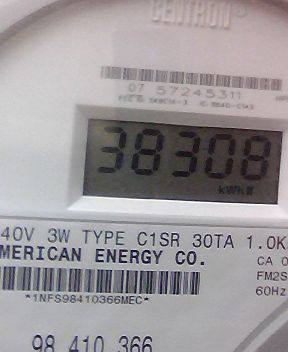 CENTRON®
07 57245311
38308
kWh
40V 3W TYPE C1SR 30TA 1.0K
MERICAN ENERGY CO.
CA 0
FM2S
60Hz
*1NFS98410366MEC*
98 410 366